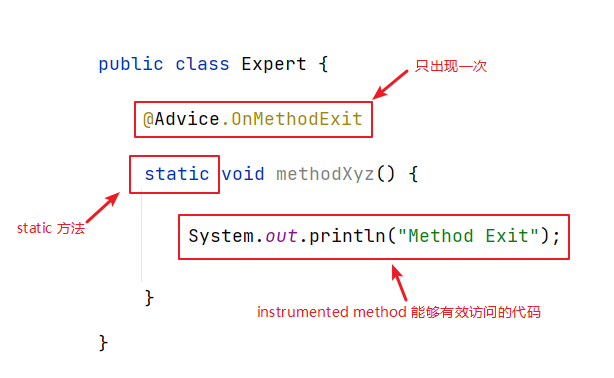 public class Expert {
只出现一次
@Advice.OnMethodExit
static void methodXyz() {
static 方法
System.out.println("Method Exit");
instrumented method 能够有效访问的代码
}
}